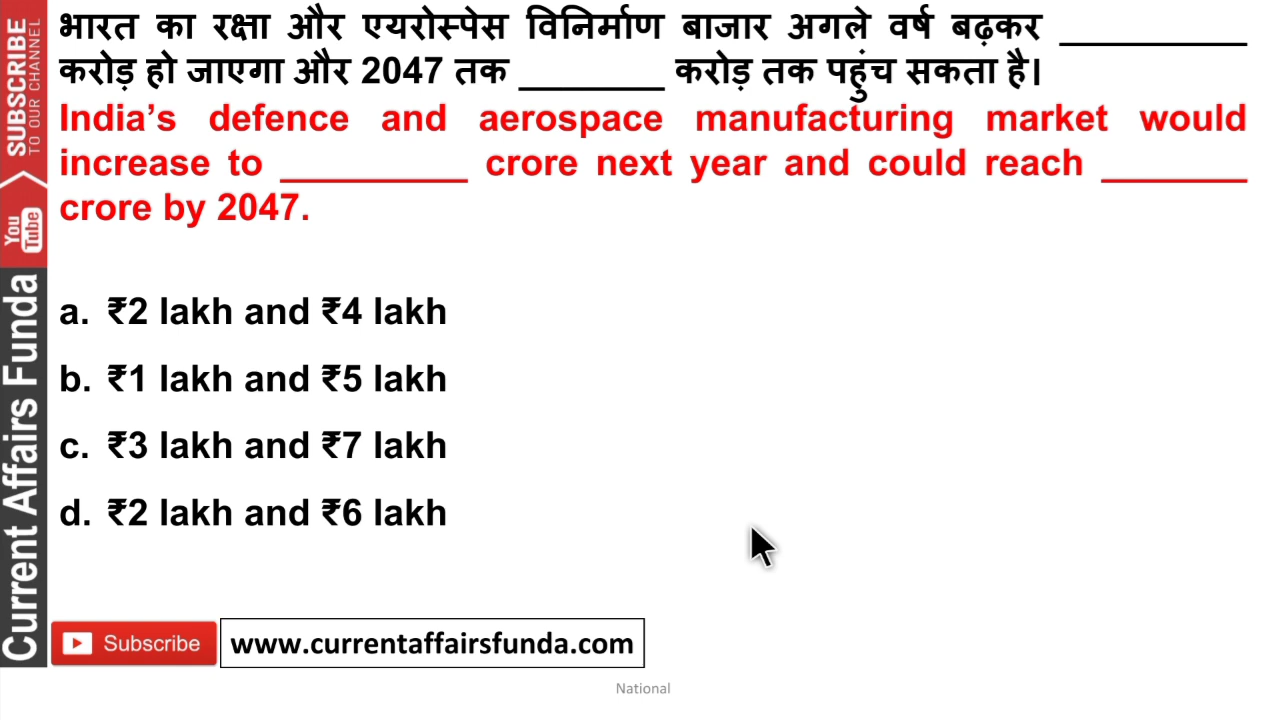 भारत का रक्षा और एयरोस्पेस विनिर्माण बाजार अगले वर्ष बढ़कर __________
करोड़ हो जाएगा और 2047 तक ________ करोड़ तक पहुंच सकता है।
India’s defence and aerospace manufacturing market would
increase to __________ crore next year and could reach ________
crore by 2047.
a. ₹2 lakh and ₹4 lakh
b. ₹1 lakh and ₹5 lakh
c. ₹3 lakh and ₹7 lakh
d. ₹2 lakh and ₹6 lakh
SUBSCRIBE
TO OUR CHANNEL
You
Tube
Current Affairs Funda
Subscribe
www.currentaffairsfunda.com
National